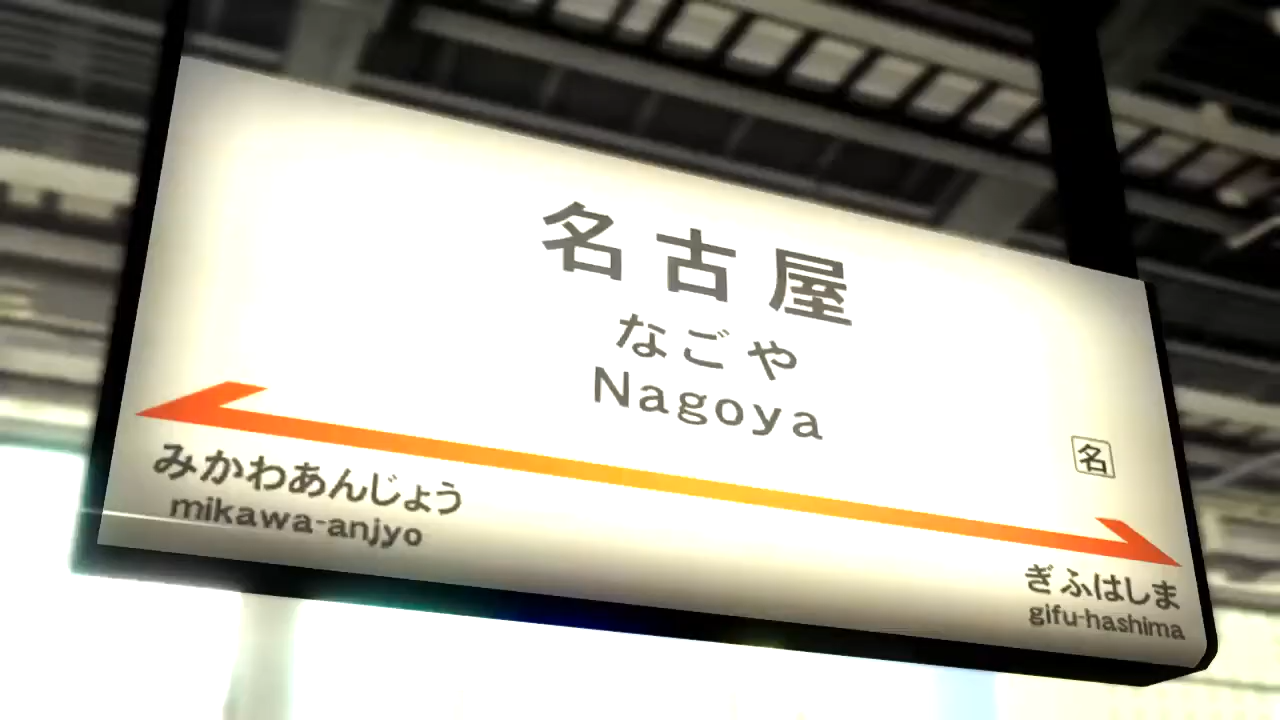 名古屋
なごや
Nagoya
名
みかわあんじょう
mikawa-anjyo
ぎふはしま
gifu-hashima